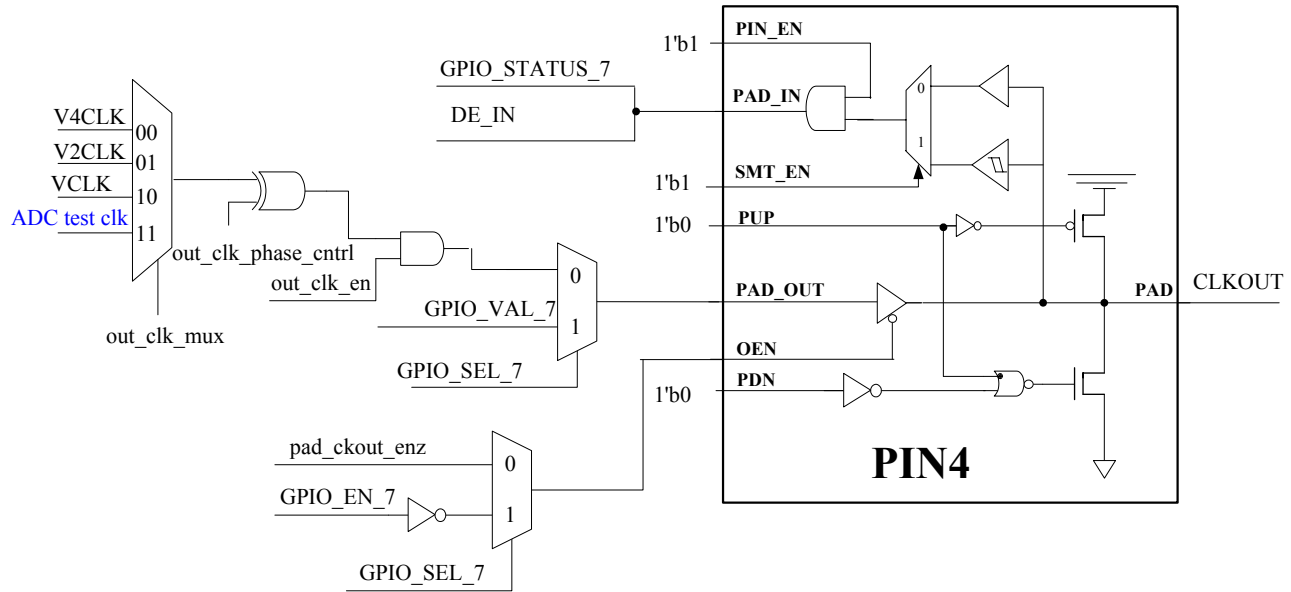 PIN_EN
1'b1
GPIO_STATUS_7
PAD_IN
0
DE_IN
V4CLK
00
V2CLK
01
1
VCLK
10
1'b1
SMT_EN
ADC test clk
11
1'b0
PUP
out_clk_phase_cntrl
out_clk_en
0
PAD_OUT
PAD
CLKOUT
GPIO_VAL_7
1
out_clk_mux
OEN
GPIO_SEL_7
1'b0
PDN
pad_ckout_enz
0
PIN4
GPIO_EN_7
1
GPIO_SEL_7